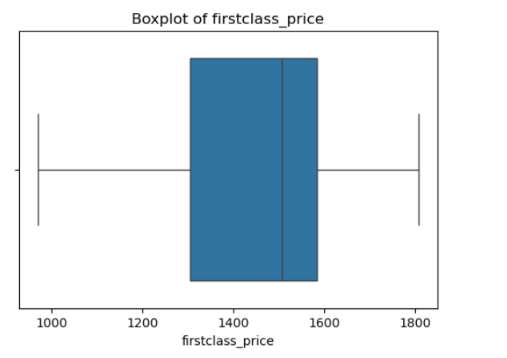 Boxplot of firstclass_price
1000 1200 1400 1600 1800
firstclass_price